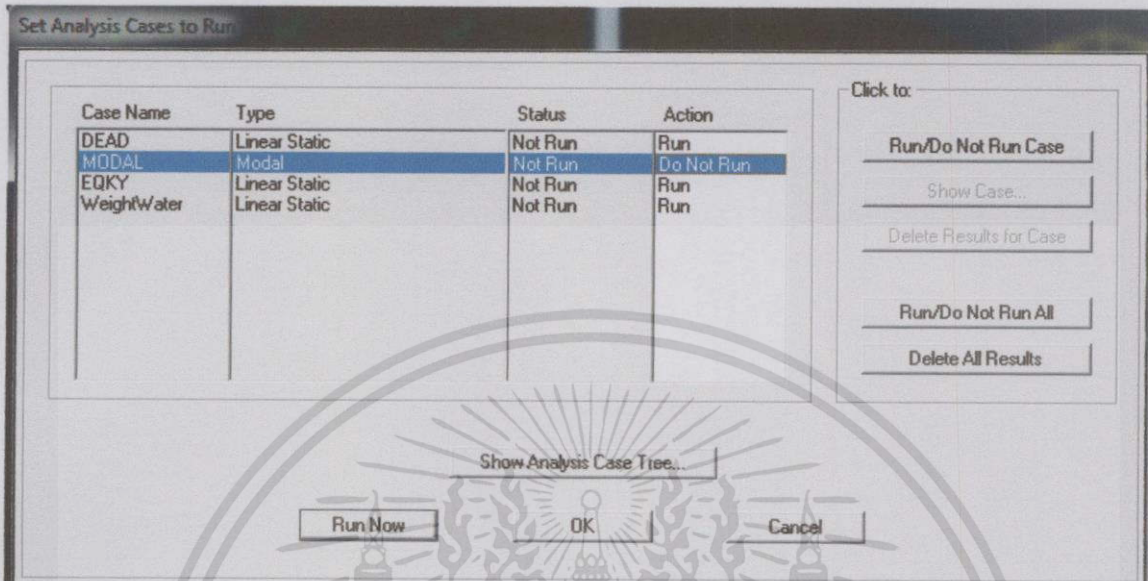 Set Analysis Cases to Run
Case Name Type Status Action
DEAD Linear Static Not Run Run
MODAL Modal Not Run Do Not Run
EQKY Linear Static Not Run Run
WeightWater Linear Static Not Run Run
Click to:
Run/Do Not Run Case
Show Case...
Delete Results for Case
Run/Do Not Run All
Delete All Results
Show Analysis Case Tree...
Run Now OK Cancel